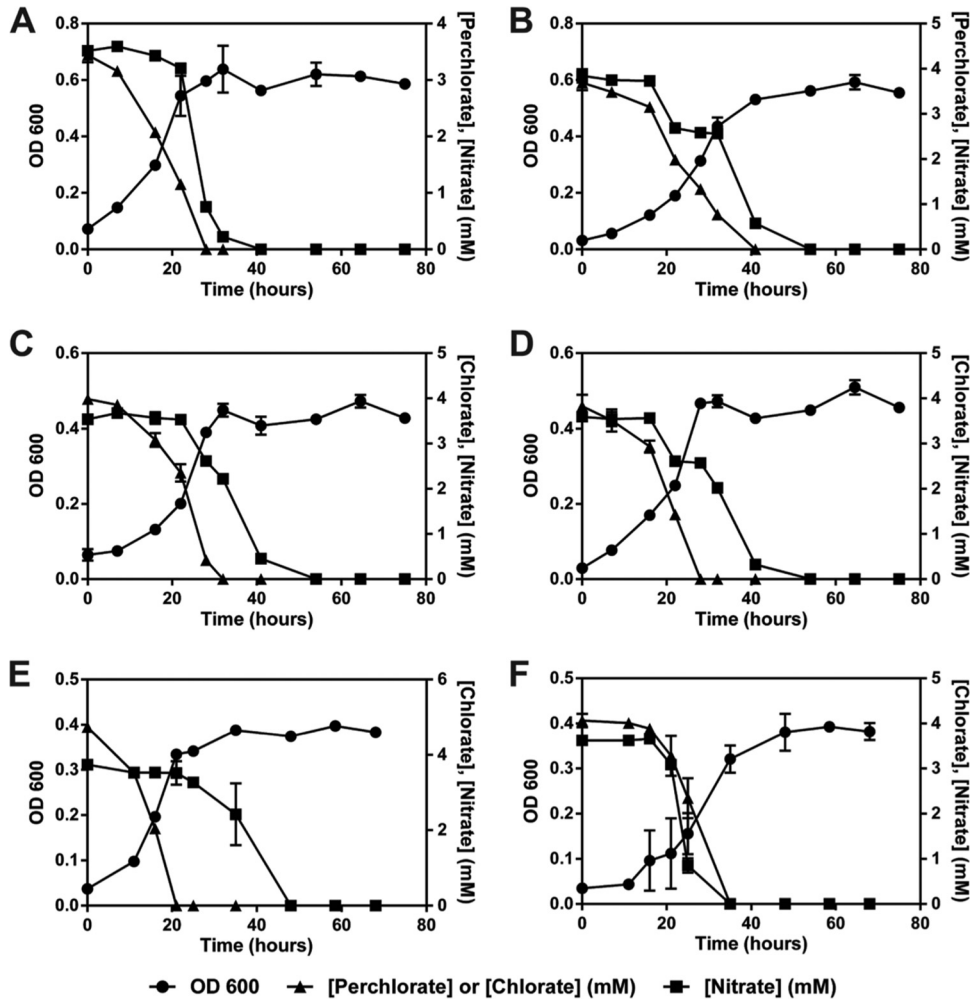 A
0.8
0.6
0.4
0.2
0.0
OD 600
4
3
2
1
0
[Perchlorate], [Nitrate] (mM)
0 20 40 60 80
Time (hours)
B
0.8
0.6
0.4
0.2
0.0
OD 600
5
4
3
2
1
0
[Perchlorate], [Nitrate] (mM)
0 20 40 60 80
Time (hours)
C
0.6
0.4
0.2
0.0
OD 600
5
4
3
2
1
0
[Chlorate], [Nitrate] (mM)
0 20 40 60 80
Time (hours)
D
0.6
0.4
0.2
0.0
OD 600
5
4
3
2
1
0
[Chlorate], [Nitrate] (mM)
0 20 40 60 80
Time (hours)
E
0.5
0.4
0.3
0.2
0.1
0.0
OD 600
6
4
2
0
[Chlorate], [Nitrate] (mM)
0 20 40 60 80
Time (hours)
F
0.5
0.4
0.3
0.2
0.1
0.0
OD 600
5
4
3
2
1
0
[Chlorate], [Nitrate] (mM)
0 20 40 60 80
Time (hours)
OD 600 [Perchlorate] or [Chlorate] (mM) [Nitrate] (mM)